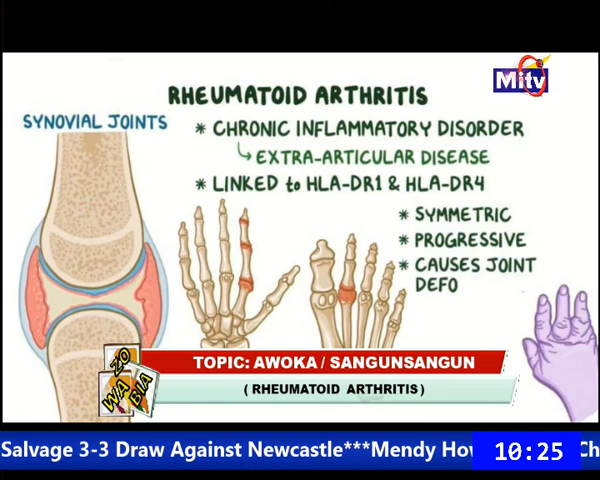 Mitv
RHEUMATOID ARTHRITIS
SYNOVIAL JOINTS
* CHRONIC INFLAMMATORY DISORDER
EXTRA-ARTICULAR DISEASE
* LINKED to HLA-DR1 & HLA-DR4
* SYMMETRIC
* PROGRESSIVE
* CAUSES JOINT
DEFO
ZO
WA
BIA
TOPIC: AWOKA / SANGUNSANGUN
( RHEUMATOID ARTHRITIS )
Salvage 3-3 Draw Against Newcastle***Mendy
10:25